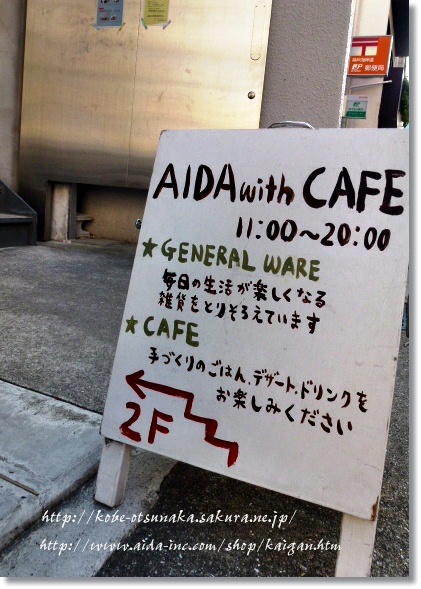 郵便局
AIDA with CAFE
11:00～20:00
★GENERAL WARE
毎日の生活が楽しくなる
雑貨をとりそろえています
★CAFE
手づくりのごはん、デザート、ドリンクを
お楽しみください
2F
http://kobe-otsunaka.sakura.ne.jp/
http://www.aida-inc.com/shop/kaigan.htm